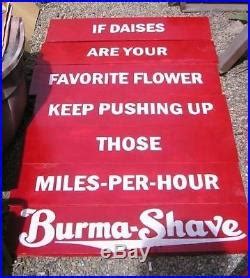 IF DAISES
ARE YOUR
FAVORITE FLOWER
KEEP PUSHING UP
THOSE
MILES-PER-HOUR
Burma-Shave